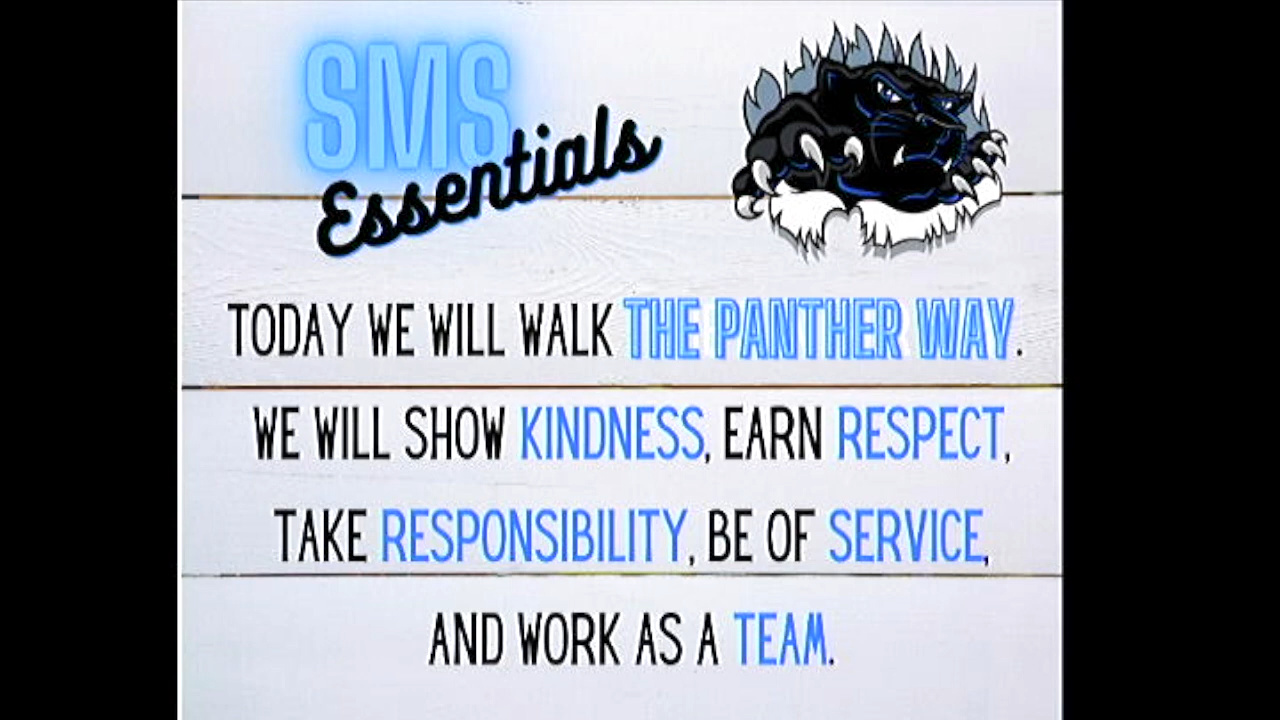 SMS
Essentials
TODAY WE WILL WALK THE PANTHER WAY.
WE WILL SHOW KINDNESS, EARN RESPECT,
TAKE RESPONSIBILITY, BE OF SERVICE,
AND WORK AS A TEAM.